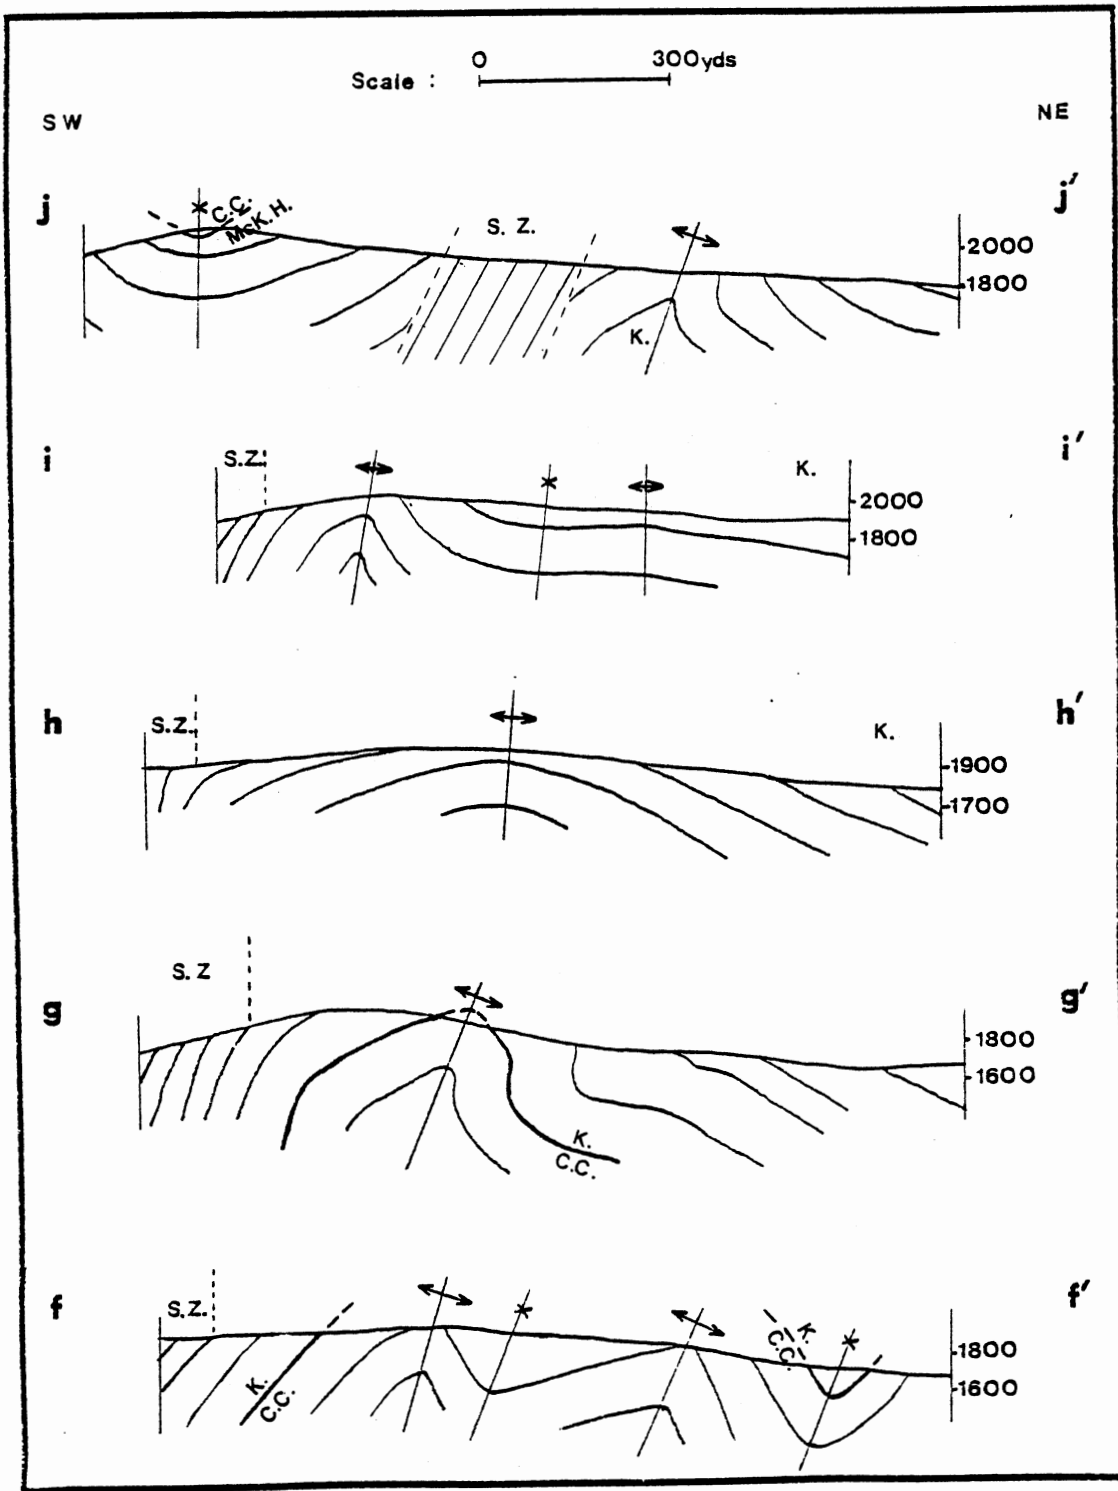 0 300yds
Scale :
SW NE
j j'
C.C.
McK.H.
S. Z.
2000
1800
K.
i i'
S.Z.
K.
2000
1800
h h'
S.Z.
K.
1900
1700
g g'
S. Z
1800
1600
K.
C.C.
f f'
S.Z.
K.
C.C.
K.
C.C.
1800
1600